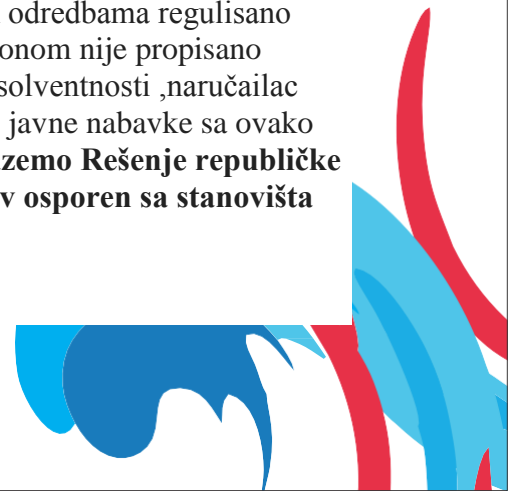 odredbama regulisano
onom nije propisano
solventnosti ,naručailac
javne nabavke sa ovako
zemo Rešenje republičke
v osporen sa stanovišta